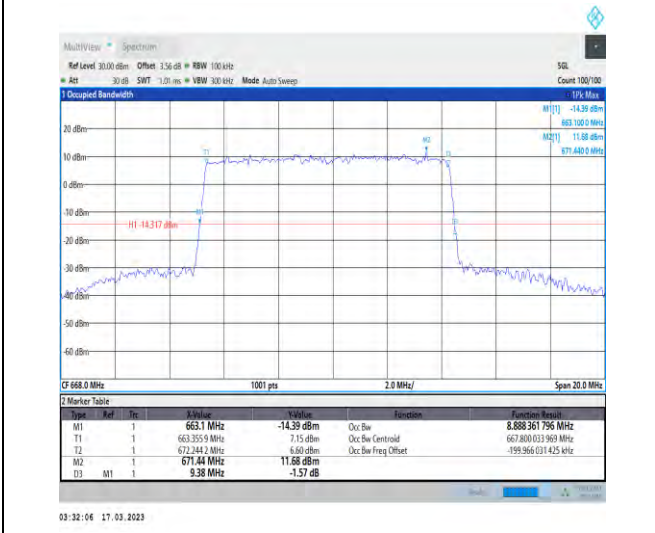 MultiView Spectrum
Ref Level 30.00 dBm Offset 3.56 dB RBW 100 kHz SGL
Att 30 dB SWT 1.01 ms VBW 300 kHz Mode Auto Sweep Count 100/100
1 Occupied Bandwidth 1Pk Max
M1[1] -14.39 dBm
663.100 0 MHz
M2[1] 11.68 dBm
671.440 0 MHz
20 dBm
10 dBm
0 dBm
-10 dBm
-20 dBm
-30 dBm
-40 dBm
-50 dBm
-60 dBm
T1
M2
H1 -14.317 dBm
CF 668.0 MHz 1001 pts 2.0 MHz/ Span 20.0 MHz
2 Marker Table
Type Ref Trc X-Value Y-Value Function Function Result
M1 1 663.1 MHz -14.39 dBm Occ Bw 8.888 361 796 MHz
T1 1 663.355 9 MHz 7.15 dBm Occ Bw Centroid 667.800 033 969 MHz
T2 1 672.244 2 MHz 6.60 dBm Occ Bw Freq Offset -199.966 031 425 kHz
M2 1 671.44 MHz 11.68 dBm
D3 M1 1 9.38 MHz -1.57 dB
03:32:06 17.03.2023